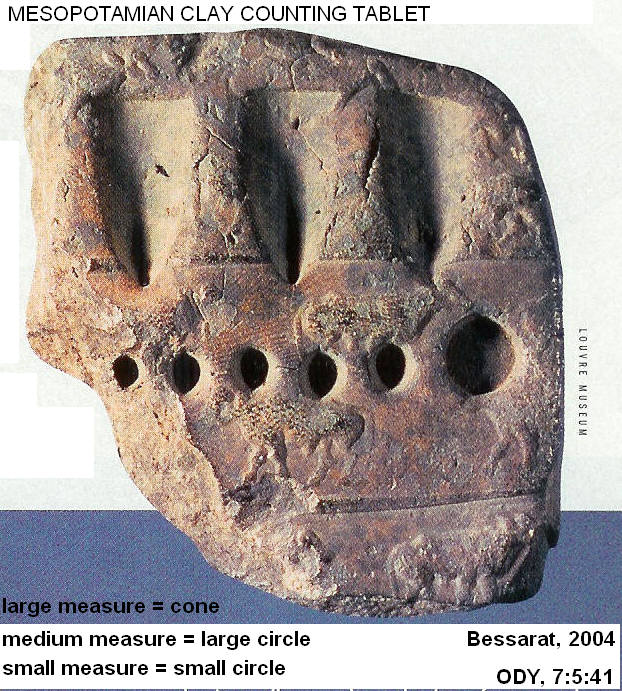 MESOPOTAMIAN CLAY COUNTING TABLET
LOUVRE MUSEUM
large measure = cone
medium measure = large circle
small measure = small circle
Bessarat, 2004
ODY, 7:5:41